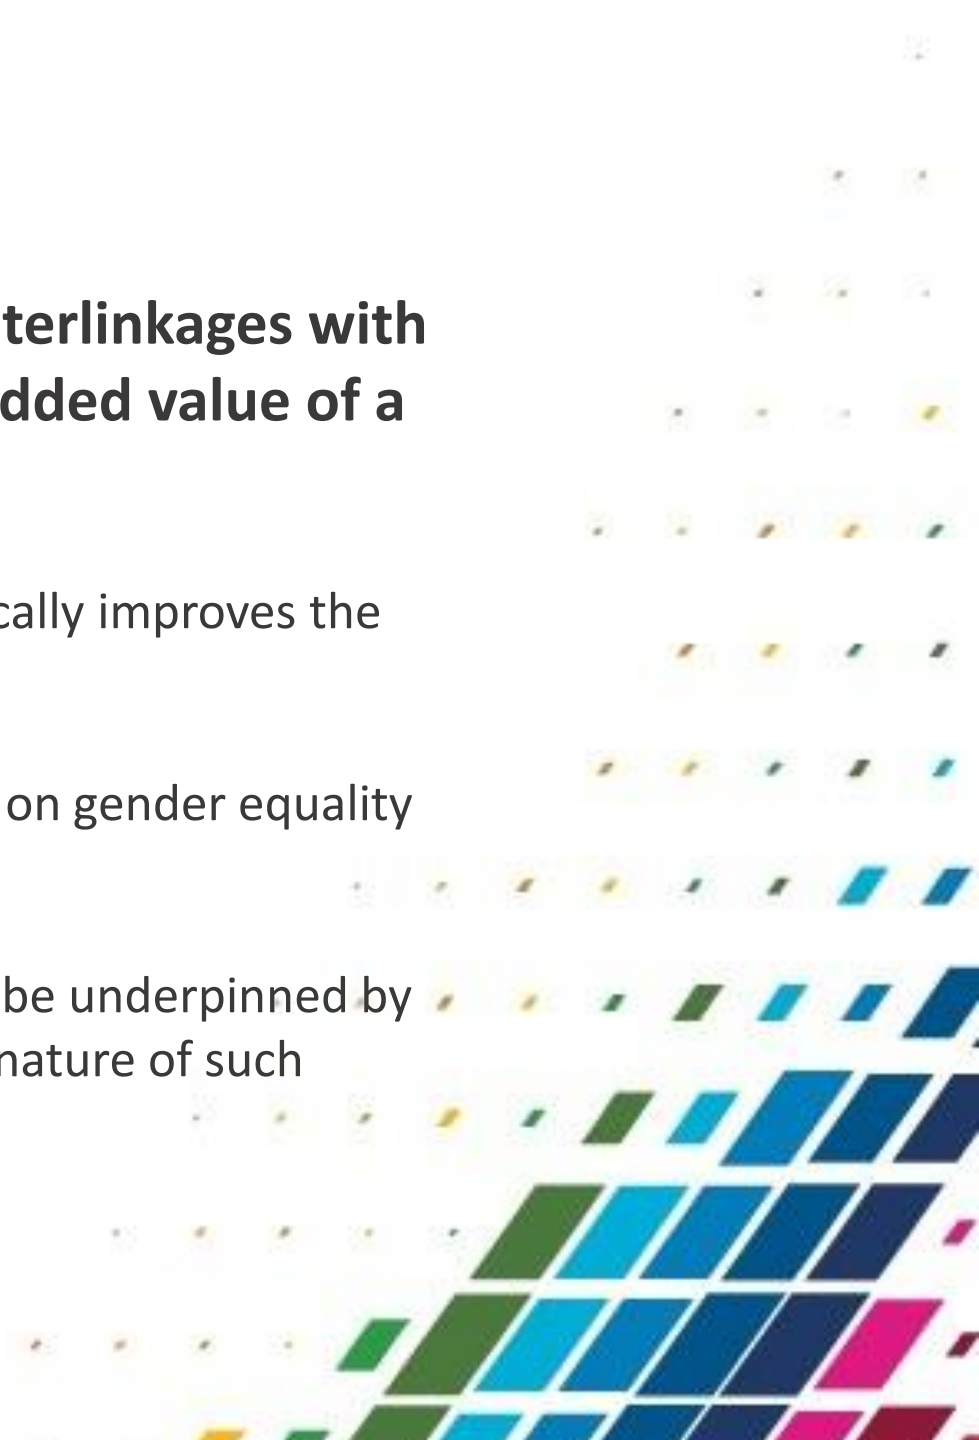 terlinkages with
dded value of a
cally improves the
on gender equality
be underpinned by
nature of such